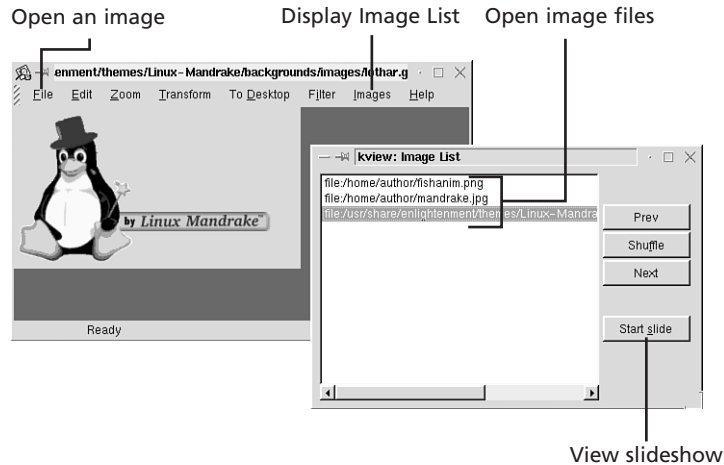 Open an image
Display Image List
Open image files
enment/themes/Linux-Mandrake/backgrounds/images/lothar.g
File Edit Zoom Transform To Desktop Filter Images Help
by Linux Mandrake™
Ready
kview: Image List
file:/home/author/fishanim.png
file:/home/author/mandrake.jpg
file:/usr/share/enlightenment/themes/Linux-Mandra
Prev
Shuffle
Next
Start slide
View slideshow